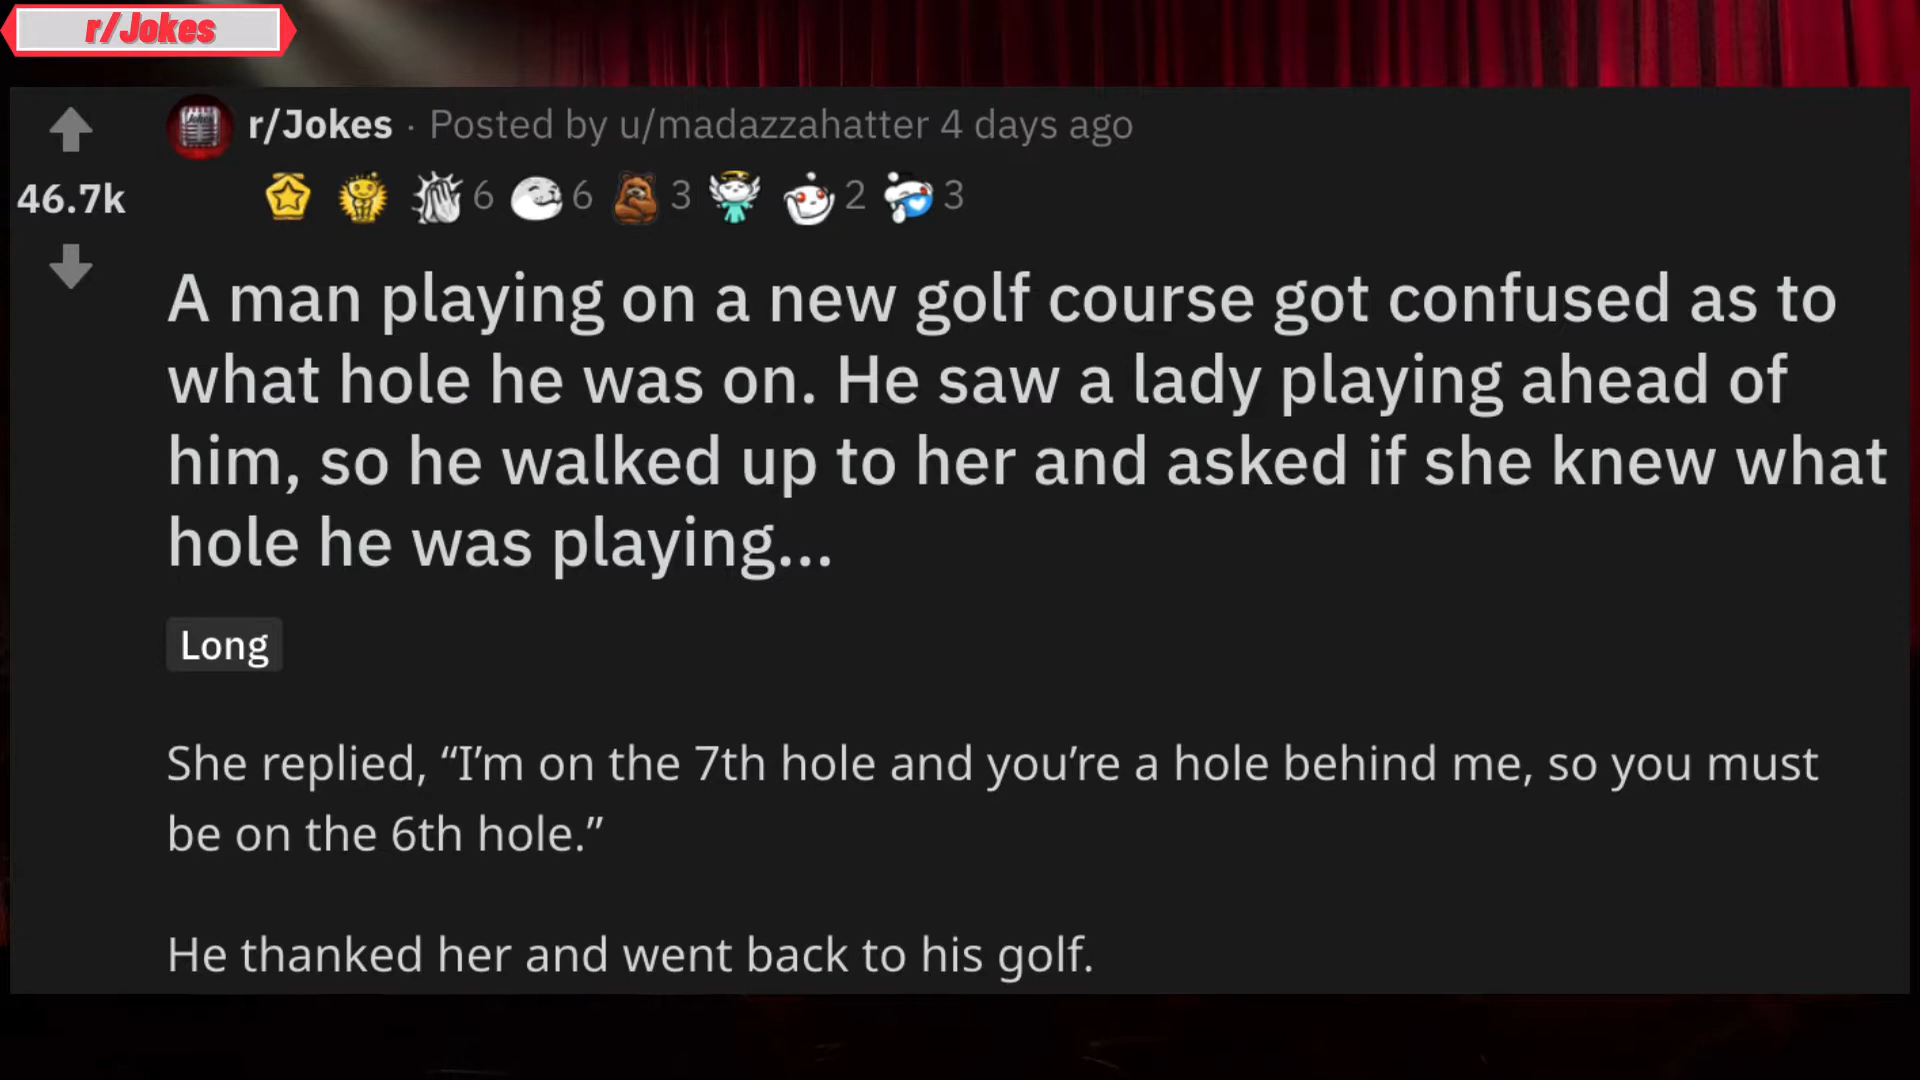 r/Jokes
r/Jokes · Posted by u/madazzahatter 4 days ago
46.7k
6 6 3 2 3
A man playing on a new golf course got confused as to
what hole he was on. He saw a lady playing ahead of
him, so he walked up to her and asked if she knew what
hole he was playing...
Long
She replied, “I’m on the 7th hole and you’re a hole behind me, so you must
be on the 6th hole.”
He thanked her and went back to his golf.